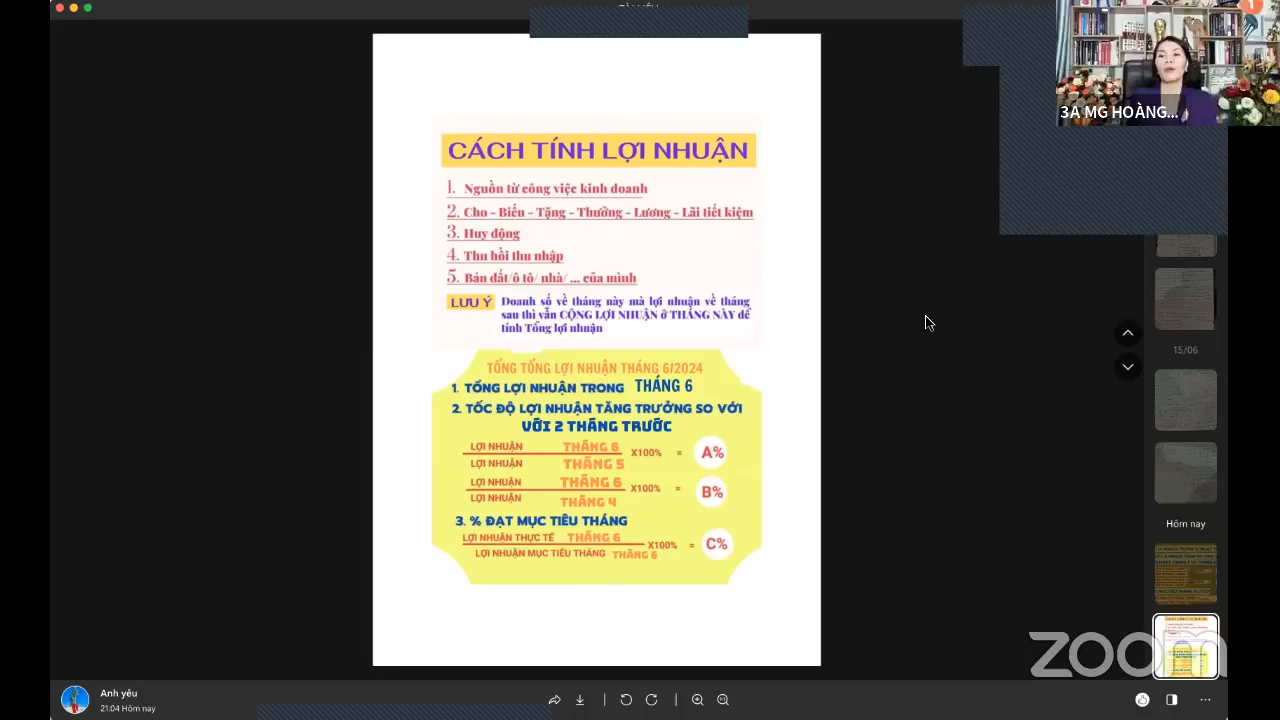 3A MG HOÀNG...
CÁCH TÍNH LỢI NHUẬN
1. Nguồn từ công việc kinh doanh
2. Cho - Biếu - Tặng - Thưởng - Lương - Lãi tiết kiệm
3. Huy động
4. Thu hồi thu nhập
5. Bán đất/ô tô/ nhà/ ... của mình
LƯU Ý Doanh số về tháng này mà lợi nhuận về tháng
sau thì vẫn CỘNG LỢI NHUẬN ở THÁNG NÀY để
tính Tổng lợi nhuận
TỔNG TỔNG LỢI NHUẬN THÁNG 6/2024
1. TỔNG LỢI NHUẬN TRONG THÁNG 6
2. TỐC ĐỘ LỢI NHUẬN TĂNG TRƯỞNG SO VỚI
VỚI 2 THÁNG TRƯỚC
LỢI NHUẬN THÁNG 6
X100% = A%
LỢI NHUẬN THÁNG 5
LỢI NHUẬN THÁNG 6
X100% = B%
LỢI NHUẬN THÁNG 4
3. % ĐẠT MỤC TIÊU THÁNG
LỢI NHUẬN THỰC TẾ THÁNG 6
X100% = C%
LỢI NHUẬN MỤC TIÊU THÁNG THÁNG 6
15/06
Hôm nay
zoom
Anh yêu
21:04 Hôm nay